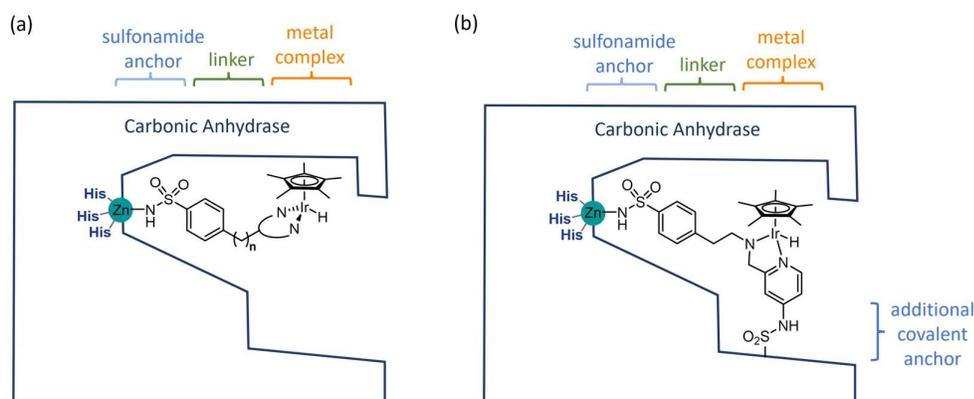 (a)
sulfonamide
anchor
linker
metal
complex
Carbonic Anhydrase
His
His
His
Zn
N
H
O
O
S
( )n
N
N
Ir
H
(b)
sulfonamide
anchor
linker
metal
complex
Carbonic Anhydrase
His
His
His
Zn
N
H
O
O
S
N
Ir
H
N
NH
O2S
additional
covalent
anchor